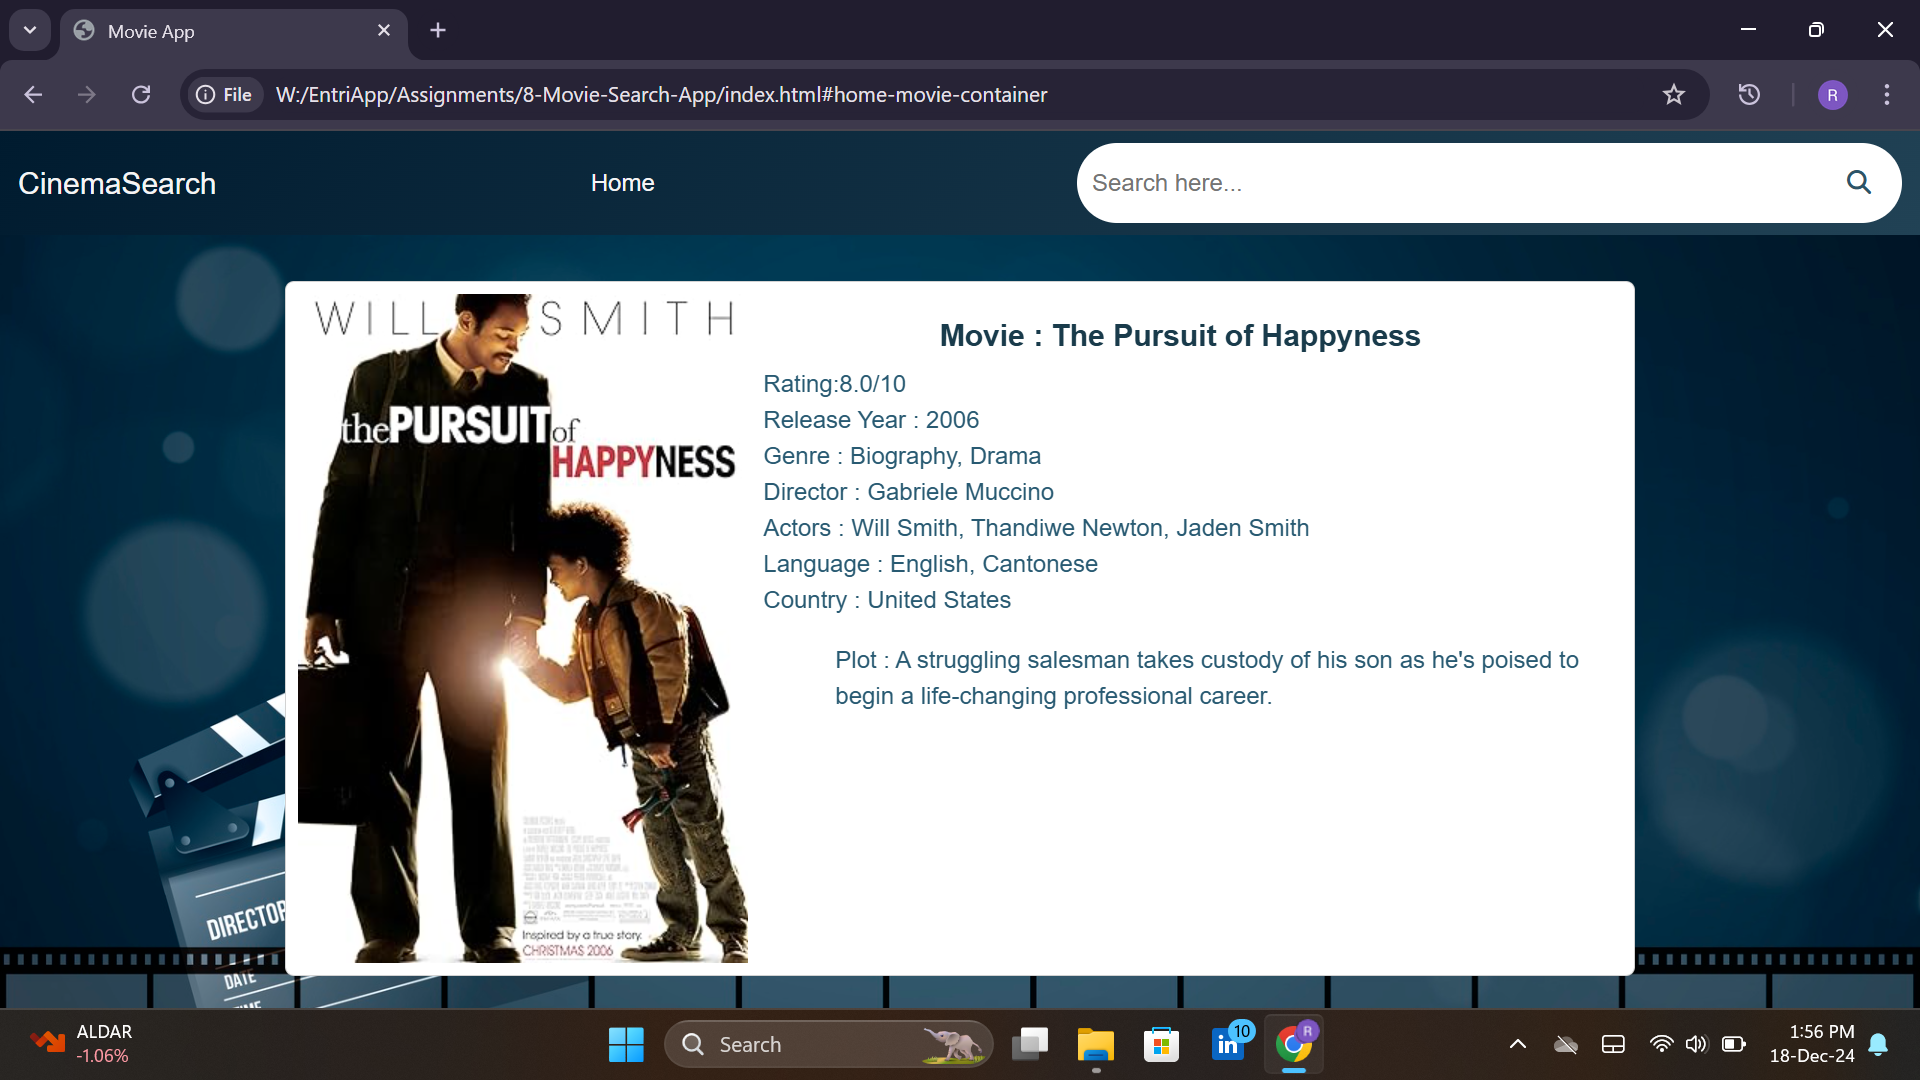 Movie App
File
W:/EntriApp/Assignments/8-Movie-Search-App/index.html#home-movie-container
R
CinemaSearch
Home
Search here...
WILL SMITH
the PURSUIT of
HAPPYNESS
Inspired by a true story.
CHRISTMAS 2006
Movie : The Pursuit of Happyness
Rating:8.0/10
Release Year : 2006
Genre : Biography, Drama
Director : Gabriele Muccino
Actors : Will Smith, Thandiwe Newton, Jaden Smith
Language : English, Cantonese
Country : United States
Plot : A struggling salesman takes custody of his son as he's poised to
begin a life-changing professional career.
DIRECTOR
DATE
ALDAR
-1.06%
Search
in
10
R
1:56 PM
18-Dec-24